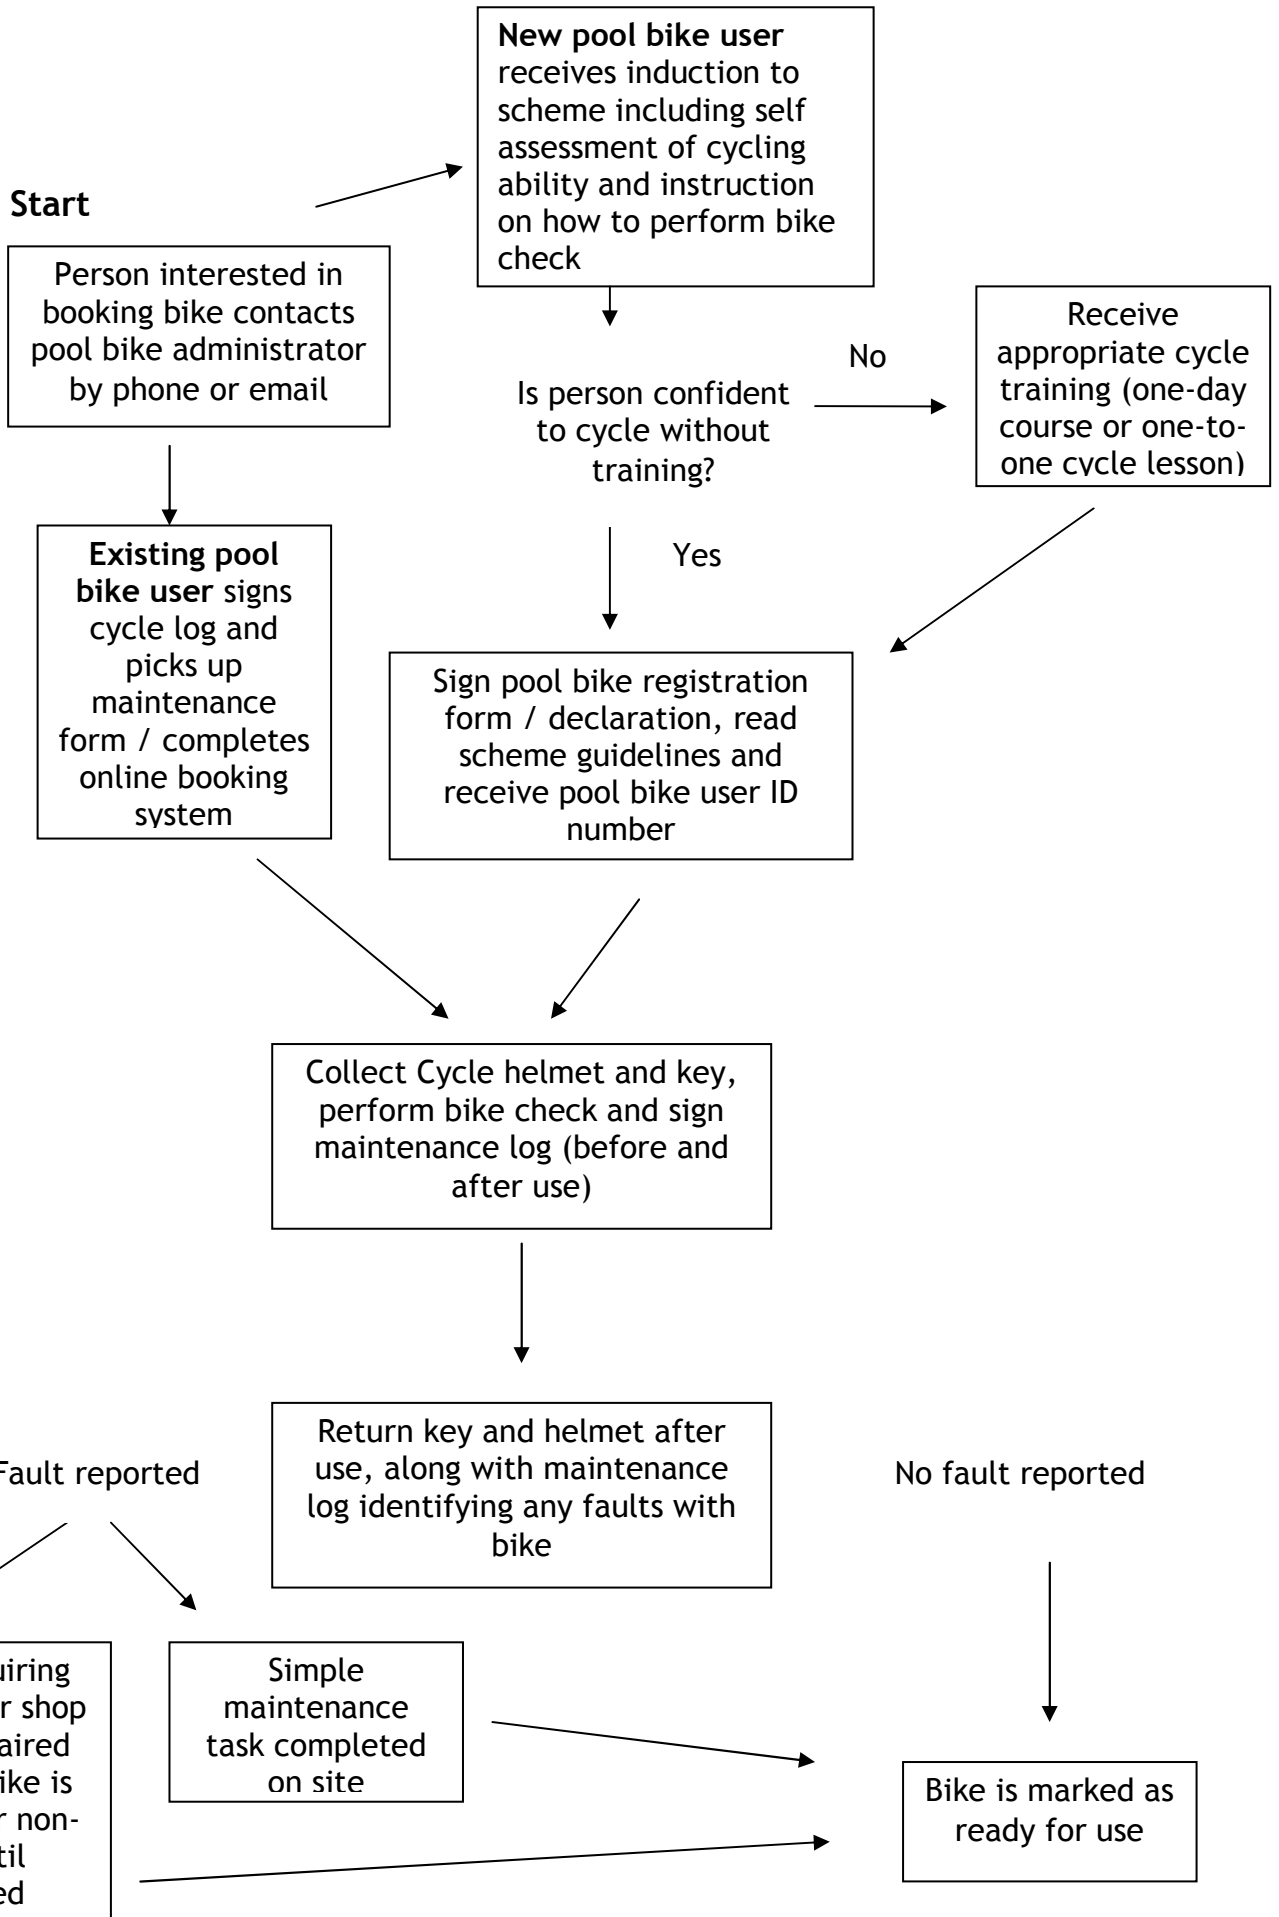 New pool bike user
receives induction to
scheme including self
assessment of cycling
ability and instruction
on how to perform bike
check
Start
Person interested in
booking bike contacts
pool bike administrator
by phone or email
Receive
appropriate cycle
training (one-day
course or one-to-
one cycle lesson)
No
Is person confident
to cycle without
training?
Yes
Existing pool
bike user signs
cycle log and
picks up
maintenance
form / completes
online booking
system
Sign pool bike registration
form / declaration, read
scheme guidelines and
receive pool bike user ID
number
Collect Cycle helmet and key,
perform bike check and sign
maintenance log (before and
after use)
Return key and helmet after
use, along with maintenance
log identifying any faults with
bike
Fault reported
No fault reported
shop
is
non-
Simple
maintenance
task completed
on site
Bike is marked as
ready for use